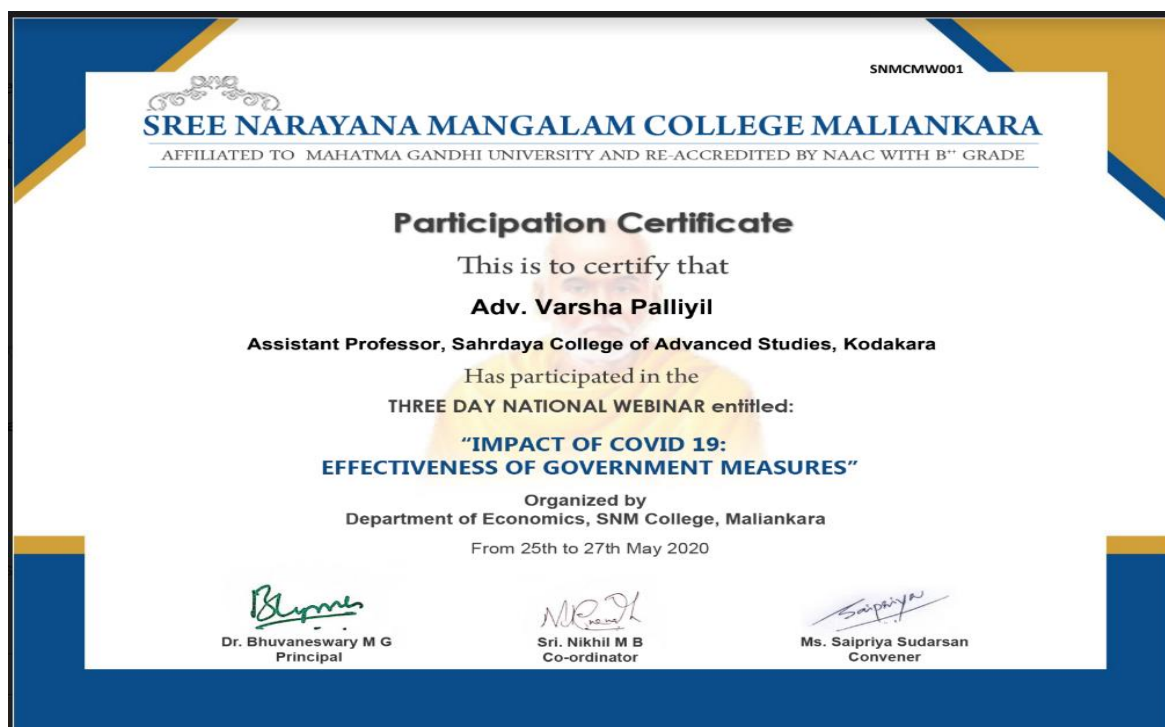 SNMCMW001
SREE NARAYANA MANGALAM COLLEGE MALIANKARA
AFFILIATED TO MAHATMA GANDHI UNIVERSITY AND RE-ACCREDITED BY NAAC WITH B++ GRADE
Participation Certificate
This is to certify that
Adv. Varsha Palliyil
Assistant Professor, Sahrdaya College of Advanced Studies, Kodakara
Has participated in the
THREE DAY NATIONAL WEBINAR entitled:
“IMPACT OF COVID 19:
EFFECTIVENESS OF GOVERNMENT MEASURES”
Organized by
Department of Economics, SNM College, Maliankara
From 25th to 27th May 2020
Saipriya
Dr. Bhuvaneswary M G
Principal
Sri. Nikhil M B
Co-ordinator
Ms. Saipriya Sudarsan
Convener